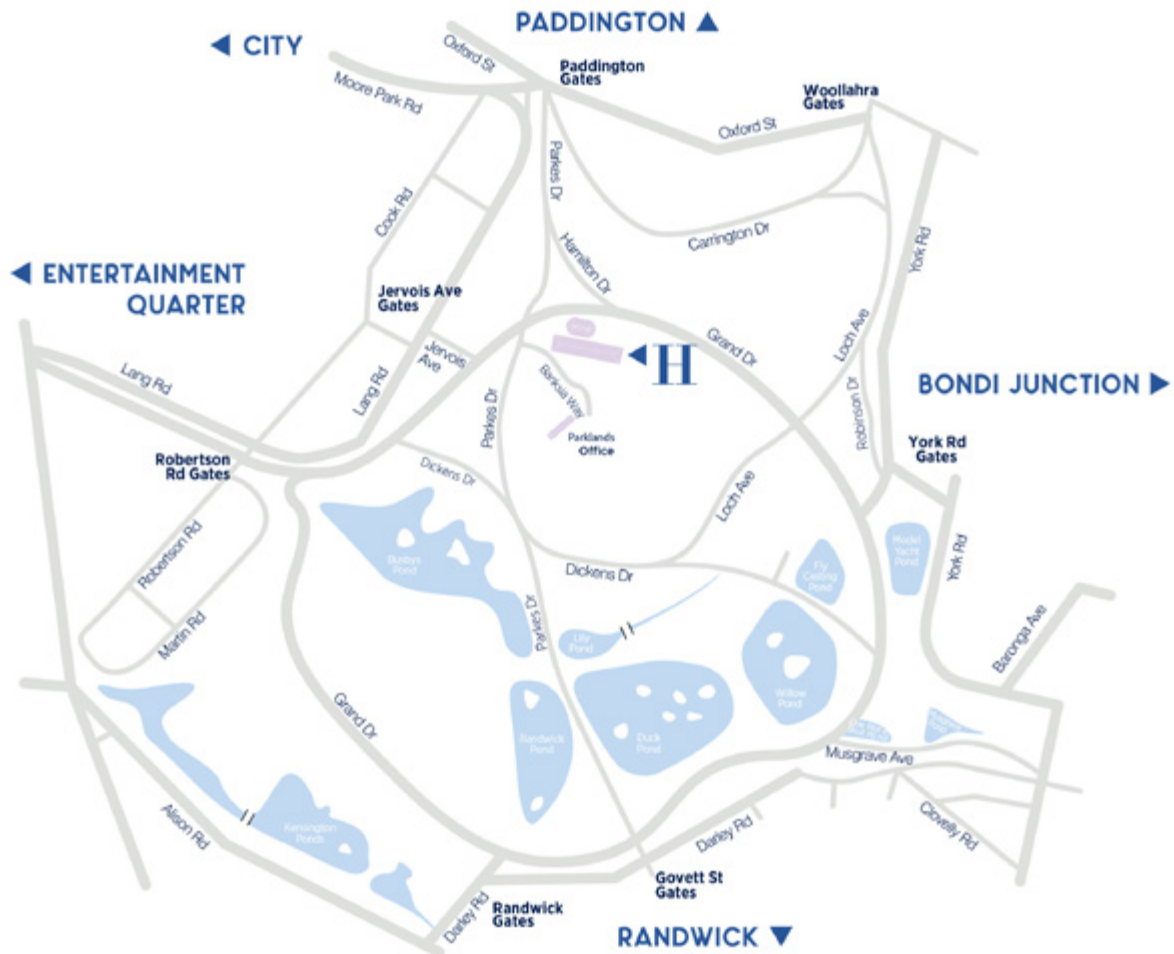 PADDINGTON
CITY
Oxford St
Paddington
Gates
Moore Park Rd
Woollahra
Gates
Oxford St
Parkes Dr
Cook Rd
Carrington Dr
York Rd
Hamilton Dr
ENTERTAINMENT
QUARTER
Jervois Ave
Gates
Grand Dr
Loch Ave
Jervois
Ave
H
Lang Rd
Lang Rd
Banksia Way
BONDI JUNCTION
Parkes Dr
Robinson Dr
Parklands
Office
York Rd
Gates
Robertson
Rd Gates
Dickens Dr
Loch Ave
Robertson Rd
Busbys
Pond
Dickens Dr
Fly
Casting
Pond
Model
Yacht
Pond
York Rd
Parkes Dr
Martin Rd
Lily
Pond
Baronga Ave
Willow
Pond
Grand Dr
Randwick
Pond
Duck
Pond
Musgrave Ave
Alison Rd
Kensington
Ponds
Darley Rd
Clovelly Rd
Govett St
Gates
Darley Rd
Randwick
Gates
RANDWICK